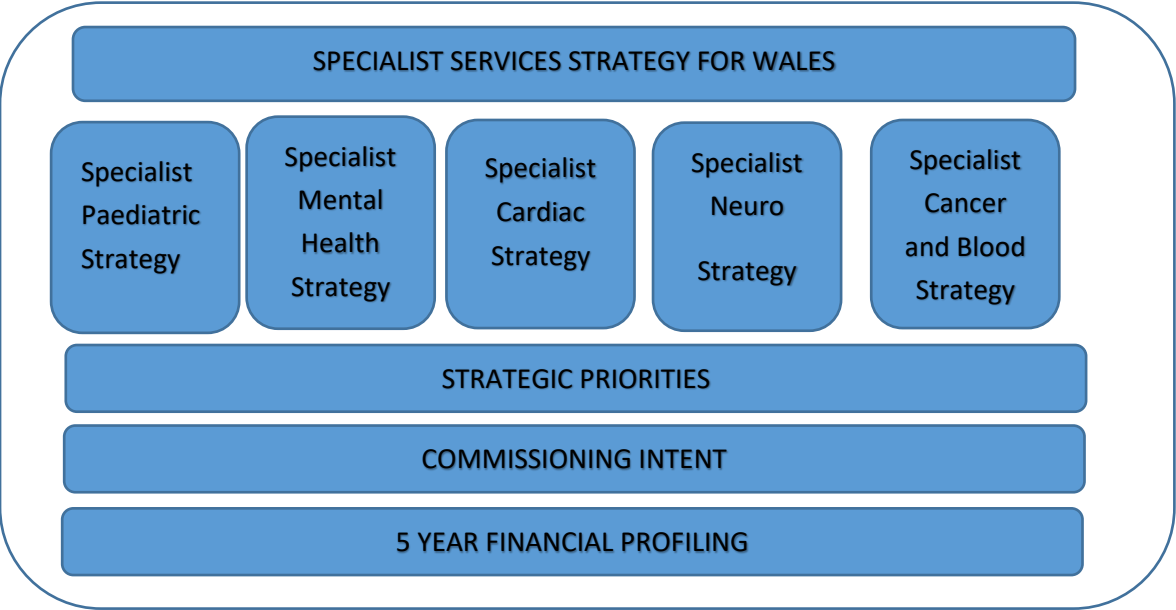 SPECIALIST SERVICES STRATEGY FOR WALES
Specialist
Paediatric
Strategy
Specialist
Mental
Health
Strategy
Specialist
Cardiac
Strategy
Specialist
Neuro
Strategy
Specialist
Cancer
and Blood
Strategy
STRATEGIC PRIORITIES
COMMISSIONING INTENT
5 YEAR FINANCIAL PROFILING